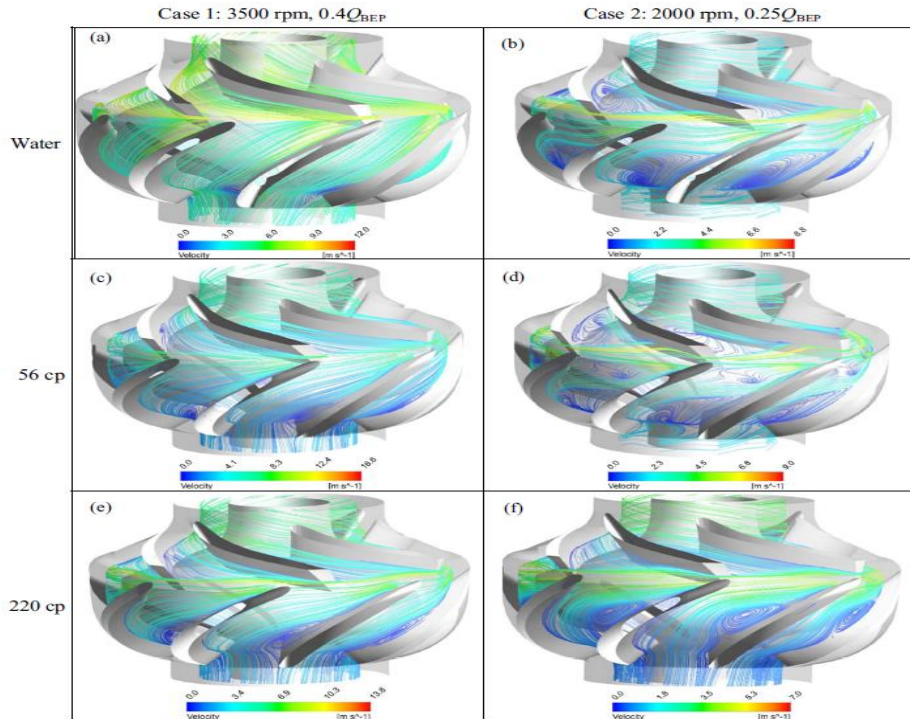 Case 1: 3500 rpm, 0.4Q_BEP
Case 2: 2000 rpm, 0.25Q_BEP
(a)
(b)
Water
0.0 3.0 6.0 9.0 12.0
Velocity [m s^-1]
0.0 2.2 4.4 6.6 8.8
Velocity [m s^-1]
(c)
(d)
56 cp
0.0 4.1 8.3 12.4 16.6
Velocity [m s^-1]
0.0 2.3 4.5 6.8 9.0
Velocity [m s^-1]
(e)
(f)
220 cp
0.0 3.4 6.9 10.3 13.8
Velocity [m s^-1]
0.0 1.8 3.5 5.3 7.0
Velocity [m s^-1]